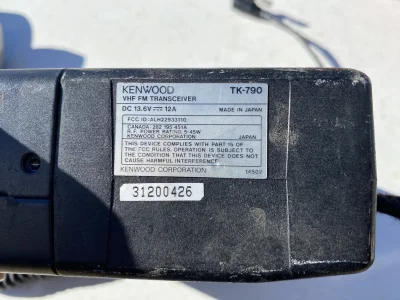 KENWOOD TK-790
VHF FM TRANSCEIVER
DC 13.6V ⎓ 12A MADE IN JAPAN
FCC ID:ALH22933110
CANADA:282 195 451A
R.F. POWER RATING 5-45W
KENWOOD CORPORATION JAPAN
THIS DEVICE COMPLIES WITH PART 15 OF
THE FCC RULES. OPERATION IS SUBJECT TO
THE CONDITION THAT THIS DEVICE DOES NOT
CAUSE HARMFUL INTERFERENCE.
KENWOOD CORPORATION
1450V
31200426